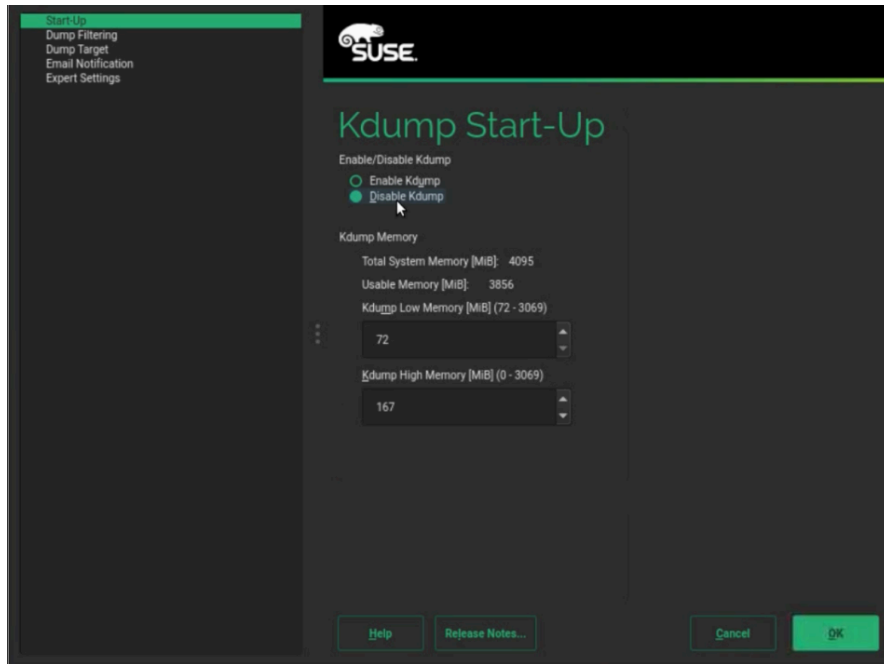 Start-Up
Dump Filtering
Dump Target
Email Notification
Expert Settings
SUSE.
Kdump Start-Up
Enable/Disable Kdump
Enable Kdump
Disable Kdump
Kdump Memory
Total System Memory [MiB]: 4095
Usable Memory [MiB]: 3856
Kdump Low Memory [MiB] (72 - 3069)
72
Kdump High Memory [MiB] (0 - 3069)
167
Help
Release Notes...
Cancel
OK